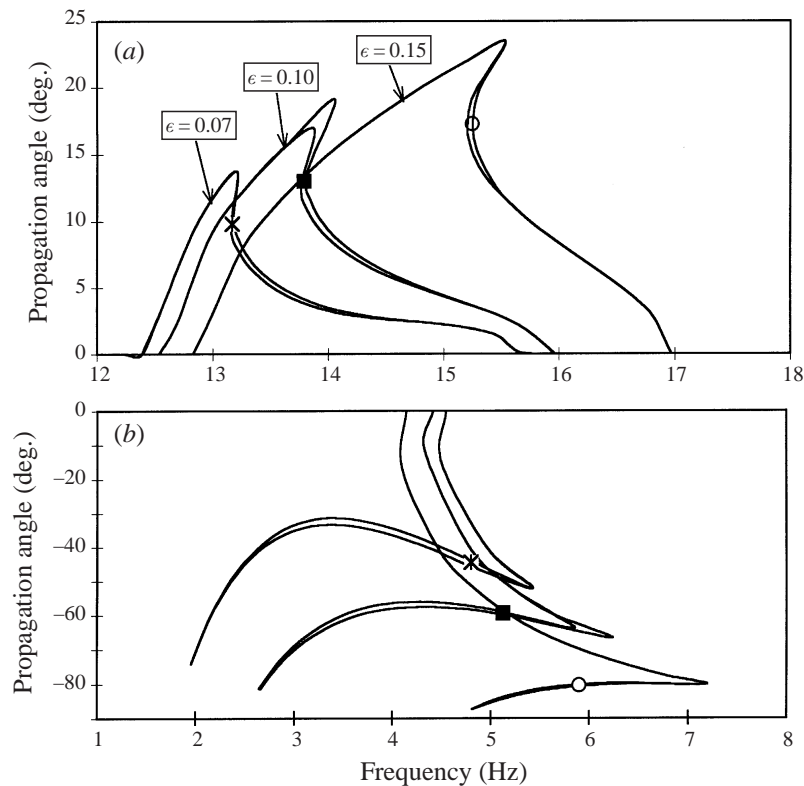 25
(a)
ϵ = 0.15
20
ϵ = 0.10
ϵ = 0.07
15
10
5
0
Propagation angle (deg.)
12 13 14 15 16 17 18
0
(b)
–20
–40
–60
–80
Propagation angle (deg.)
1 2 3 4 5 6 7 8
Frequency (Hz)